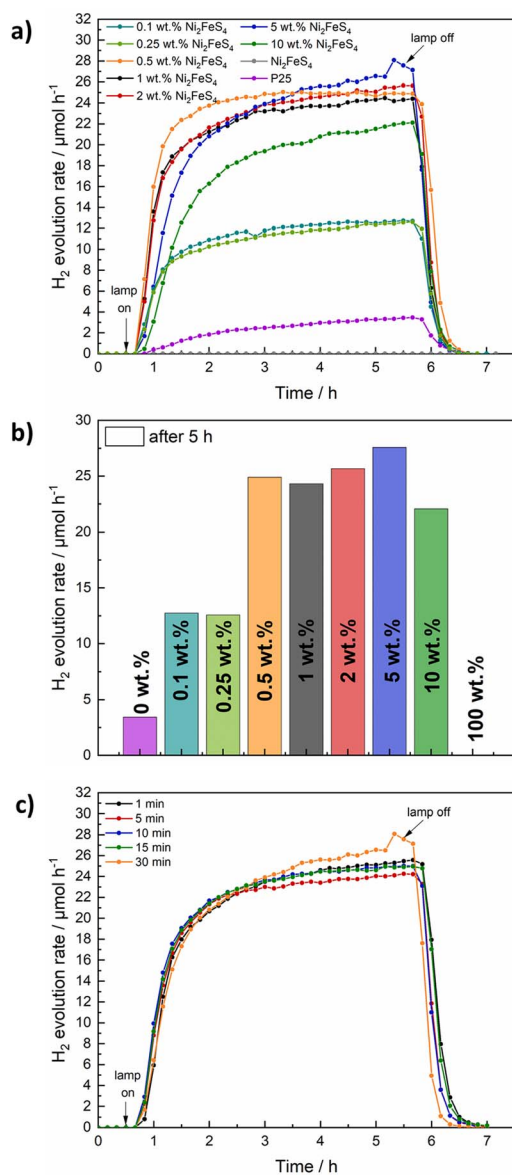 a)
0.1 wt.% Ni₂FeS₄
0.25 wt.% Ni₂FeS₄
0.5 wt.% Ni₂FeS₄
1 wt.% Ni₂FeS₄
2 wt.% Ni₂FeS₄
5 wt.% Ni₂FeS₄
10 wt.% Ni₂FeS₄
Ni₂FeS₄
P25
lamp off
lamp
on
H₂ evolution rate / µmol h⁻¹
32
30
28
26
24
22
20
18
16
14
12
10
8
6
4
2
0
0 1 2 3 4 5 6 7
Time / h
b)
after 5 h
H₂ evolution rate / µmol h⁻¹
30
25
20
15
10
5
0
0 wt.%
0.1 wt.%
0.25 wt.%
0.5 wt.%
1 wt.%
2 wt.%
5 wt.%
10 wt.%
100 wt.%
c)
1 min
5 min
10 min
15 min
30 min
lamp off
lamp
on
H₂ evolution rate / µmol h⁻¹
32
30
28
26
24
22
20
18
16
14
12
10
8
6
4
2
0
0 1 2 3 4 5 6 7
Time / h